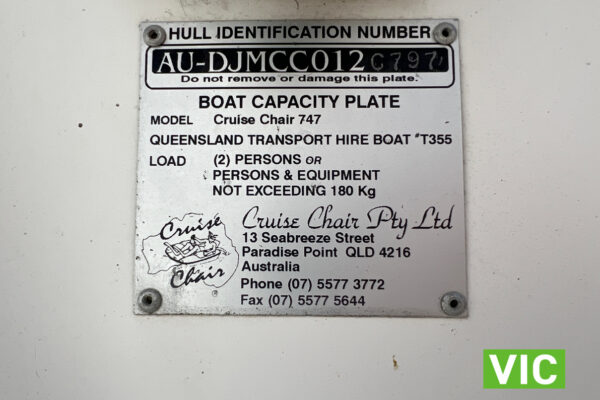 HULL IDENTIFICATION NUMBER
AU-DJMCC012C797
Do not remove or damage this plate.
BOAT CAPACITY PLATE
MODEL Cruise Chair 747
QUEENSLAND TRANSPORT HIRE BOAT #T355
LOAD (2) PERSONS OR
PERSONS & EQUIPMENT
NOT EXCEEDING 180 Kg
Cruise Chair
Cruise Chair Pty Ltd
13 Seabreeze Street
Paradise Point QLD 4216
Australia
Phone (07) 5577 3772
Fax (07) 5577 5644
VIC